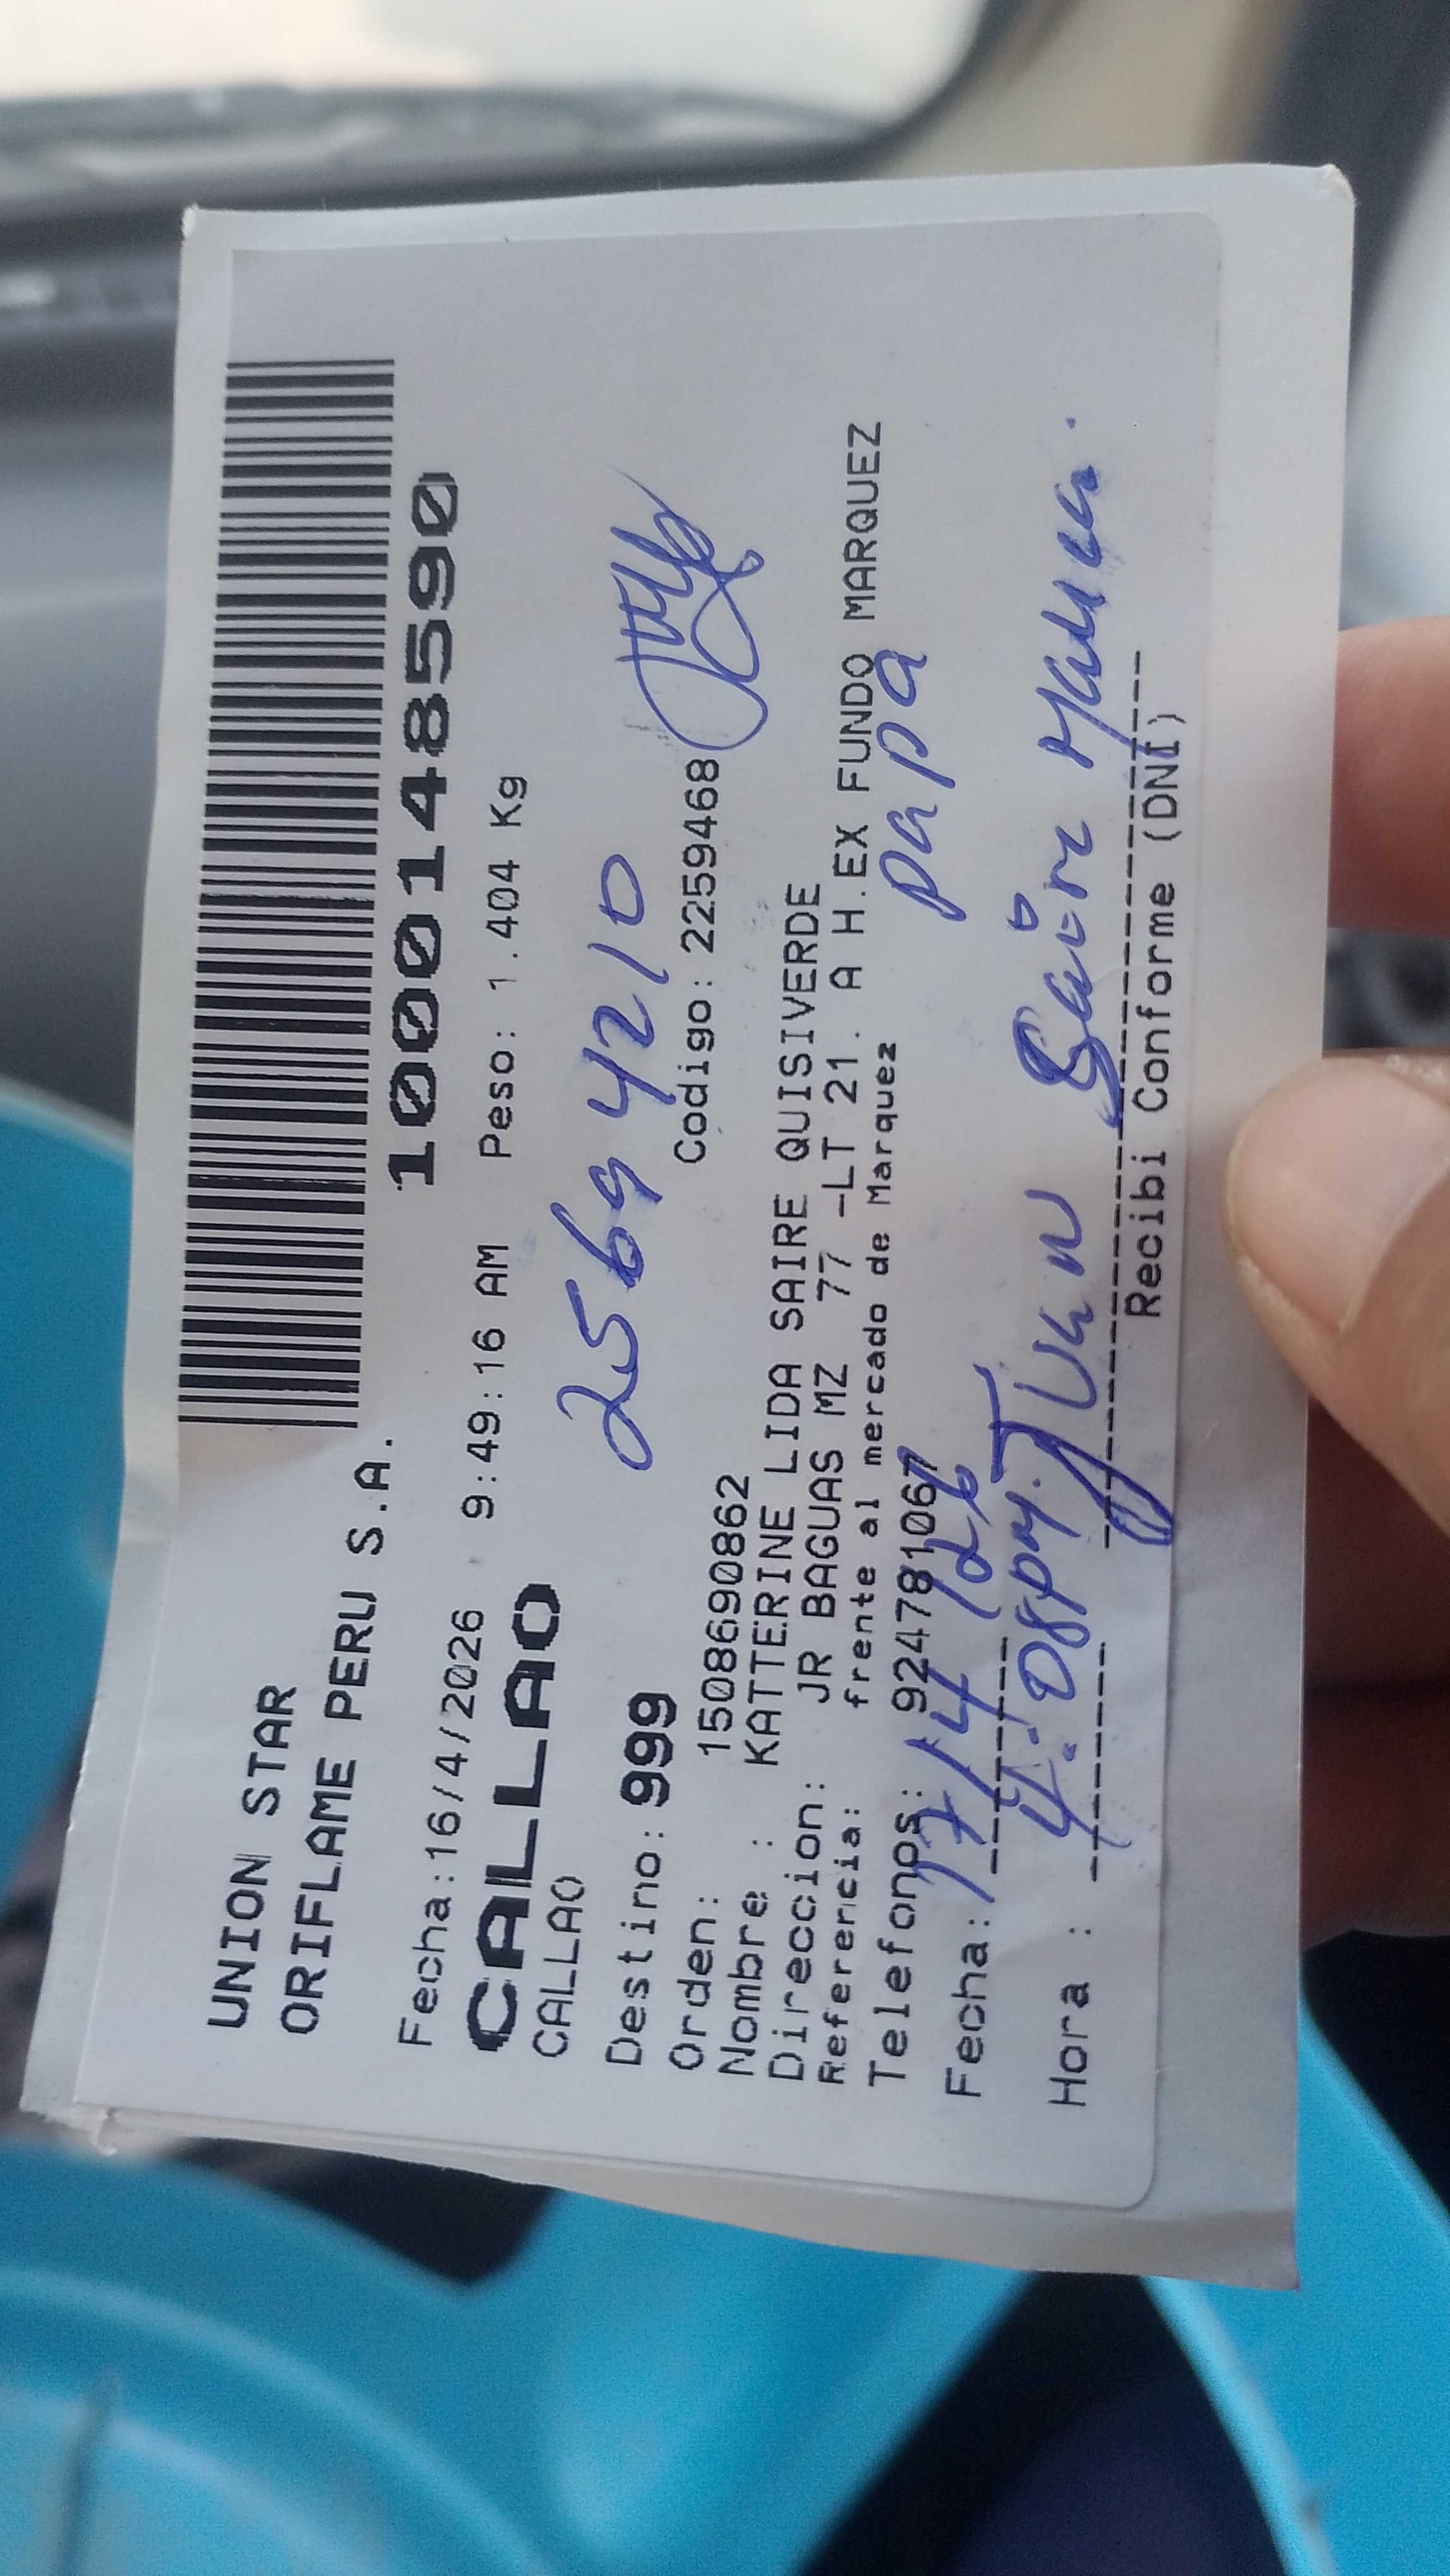 UNION STAR
ORIFLAME PERU S.A.
1000148590
Fecha:16/4/2026 9:49:16 AM Peso: 1.404 Kg
CALLAO
CALLAO
25694210
Destino: 999
Orden: 1508690862 Codigo: 2259468
Nombre : KATTERINE LIDA SAIRE QUISIVERDE
Direccion: JR BAGUAS MZ 77 -LT 21. A H.EX FUNDO MARQUEZ
Referencia: frente al mercado de Marquez
papa
Telefonos: 924781067
Fecha: 17/4/26
Hora : 4:08pm. Juan Saire
Recibi Conforme (DNI)